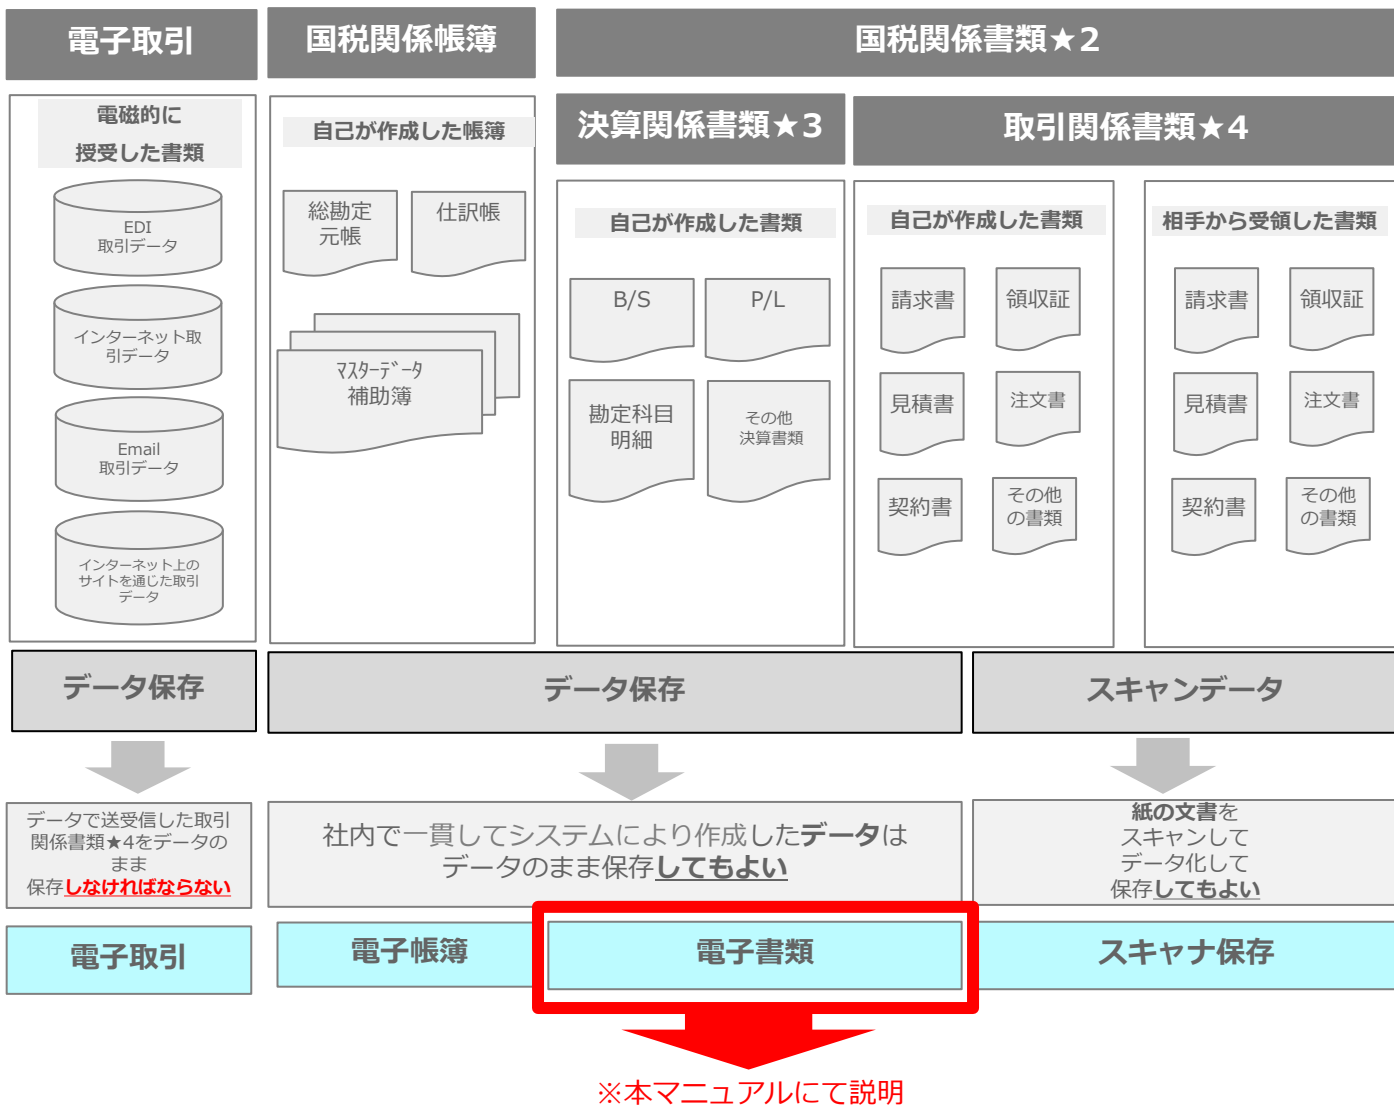 電子取引
国税関係帳簿
国税関係書類★2
電磁的に
授受した書類
自己が作成した帳簿
決算関係書類★3
取引関係書類★4
EDI
取引データ
インターネット取
引データ
Email
取引データ
インターネット上の
サイトを通じた取引
データ
総勘定
元帳
仕訳帳
ﾏｽﾀｰﾃﾞｰﾀ
補助簿
自己が作成した書類
B/S
P/L
勘定科目
明細
その他
決算書類
自己が作成した書類
請求書
領収証
見積書
注文書
契約書
その他
の書類
相手から受領した書類
請求書
領収証
見積書
注文書
契約書
その他
の書類
データ保存
データ保存
スキャンデータ
データで送受信した取引
関係書類★4をデータの
まま
保存しなければならない
社内で一貫してシステムにより作成したデータは
データのまま保存してもよい
紙の文書を
スキャンして
データ化して
保存してもよい
電子取引
電子帳簿
電子書類
スキャナ保存
※本マニュアルにて説明